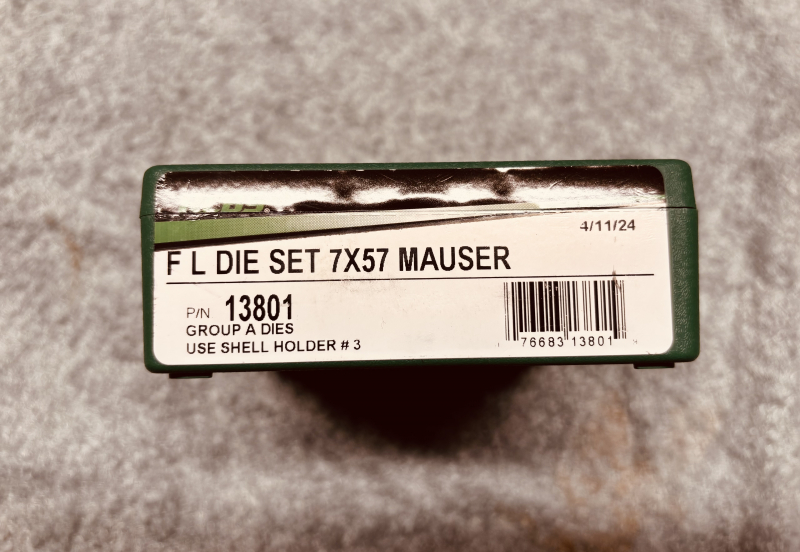 4/11/24
F L DIE SET 7X57 MAUSER
P/N 13801
GROUP A DIES
USE SHELL HOLDER # 3
76683 13801